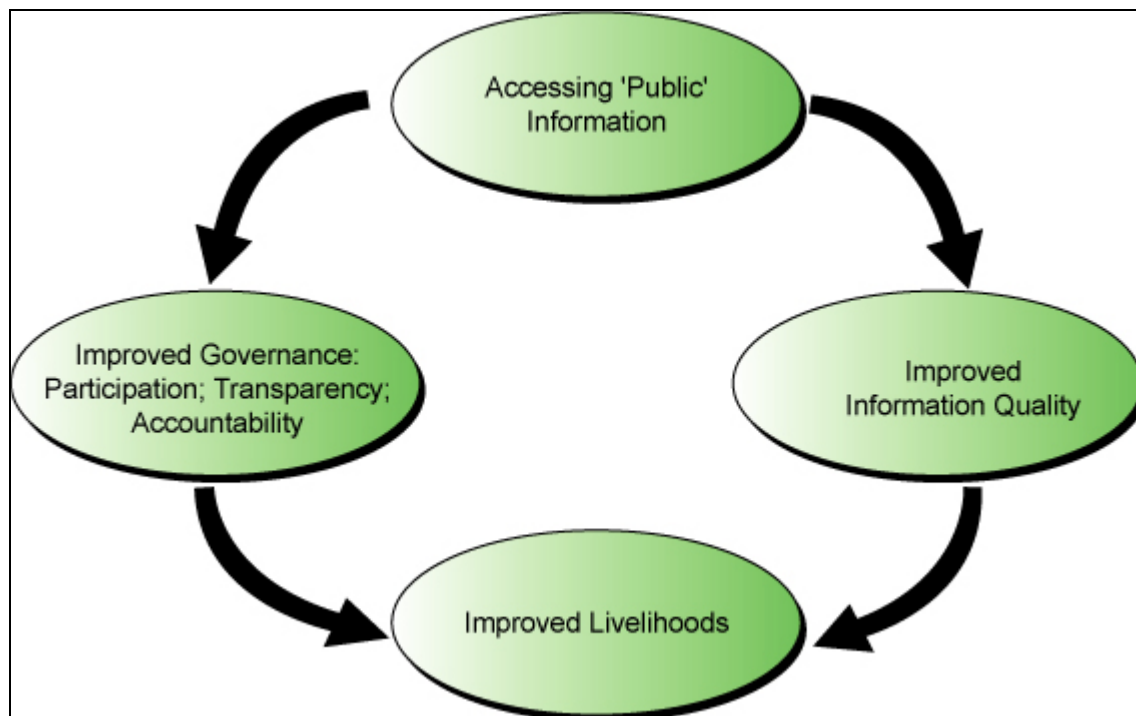 Accessing 'Public'
Information
Improved Governance:
Participation; Transparency;
Accountability
Improved
Information Quality
Improved Livelihoods